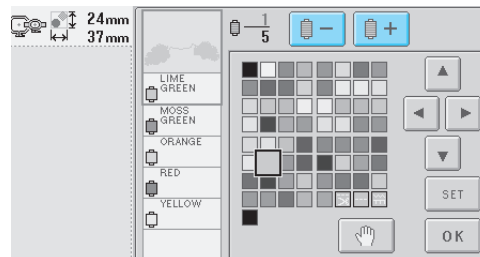 24mm
37mm
1
5
−
+
LIME
GREEN
MOSS
GREEN
ORANGE
RED
YELLOW
SET
OK